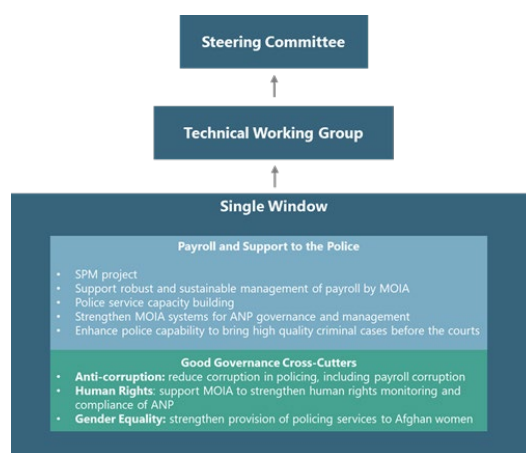 Steering Committee
Technical Working Group
Single Window
Payroll and Support to the Police
• SPM project
• Support robust and sustainable management of payroll by MOIA
• Police service capacity building
• Strengthen MOIA systems for ANP governance and management
• Enhance police capability to bring high quality criminal cases before the courts
Good Governance Cross-Cutters
• Anti-corruption: reduce corruption in policing, including payroll corruption
• Human Rights: support MOIA to strengthen human rights monitoring and
compliance of ANP
• Gender Equality: strengthen provision of policing services to Afghan women